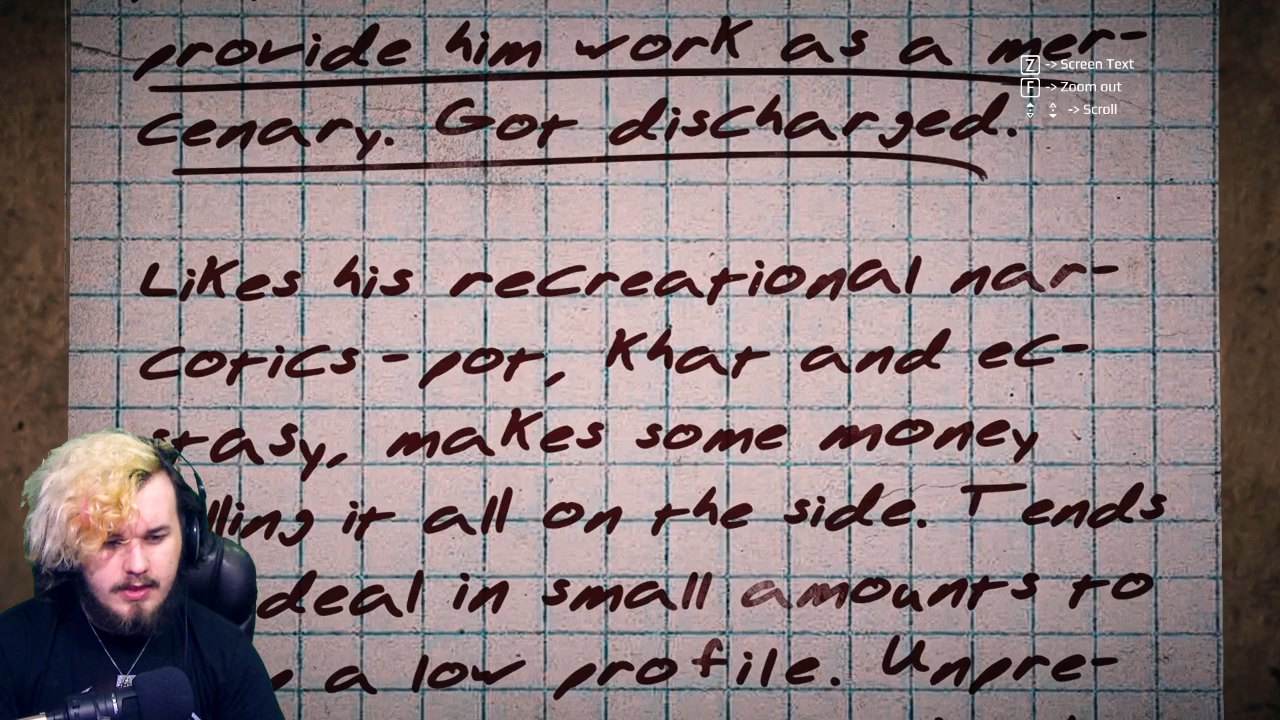 provide him work as a mer-
cenary. Got discharged.
Z -> Screen Text
F -> Zoom out
-> Scroll
Likes his recreational nar-
cotics - pot, Khat and ec-
stasy, makes some money
it all on the side. Tends
deal in small amounts to
a low profile. Unpre-